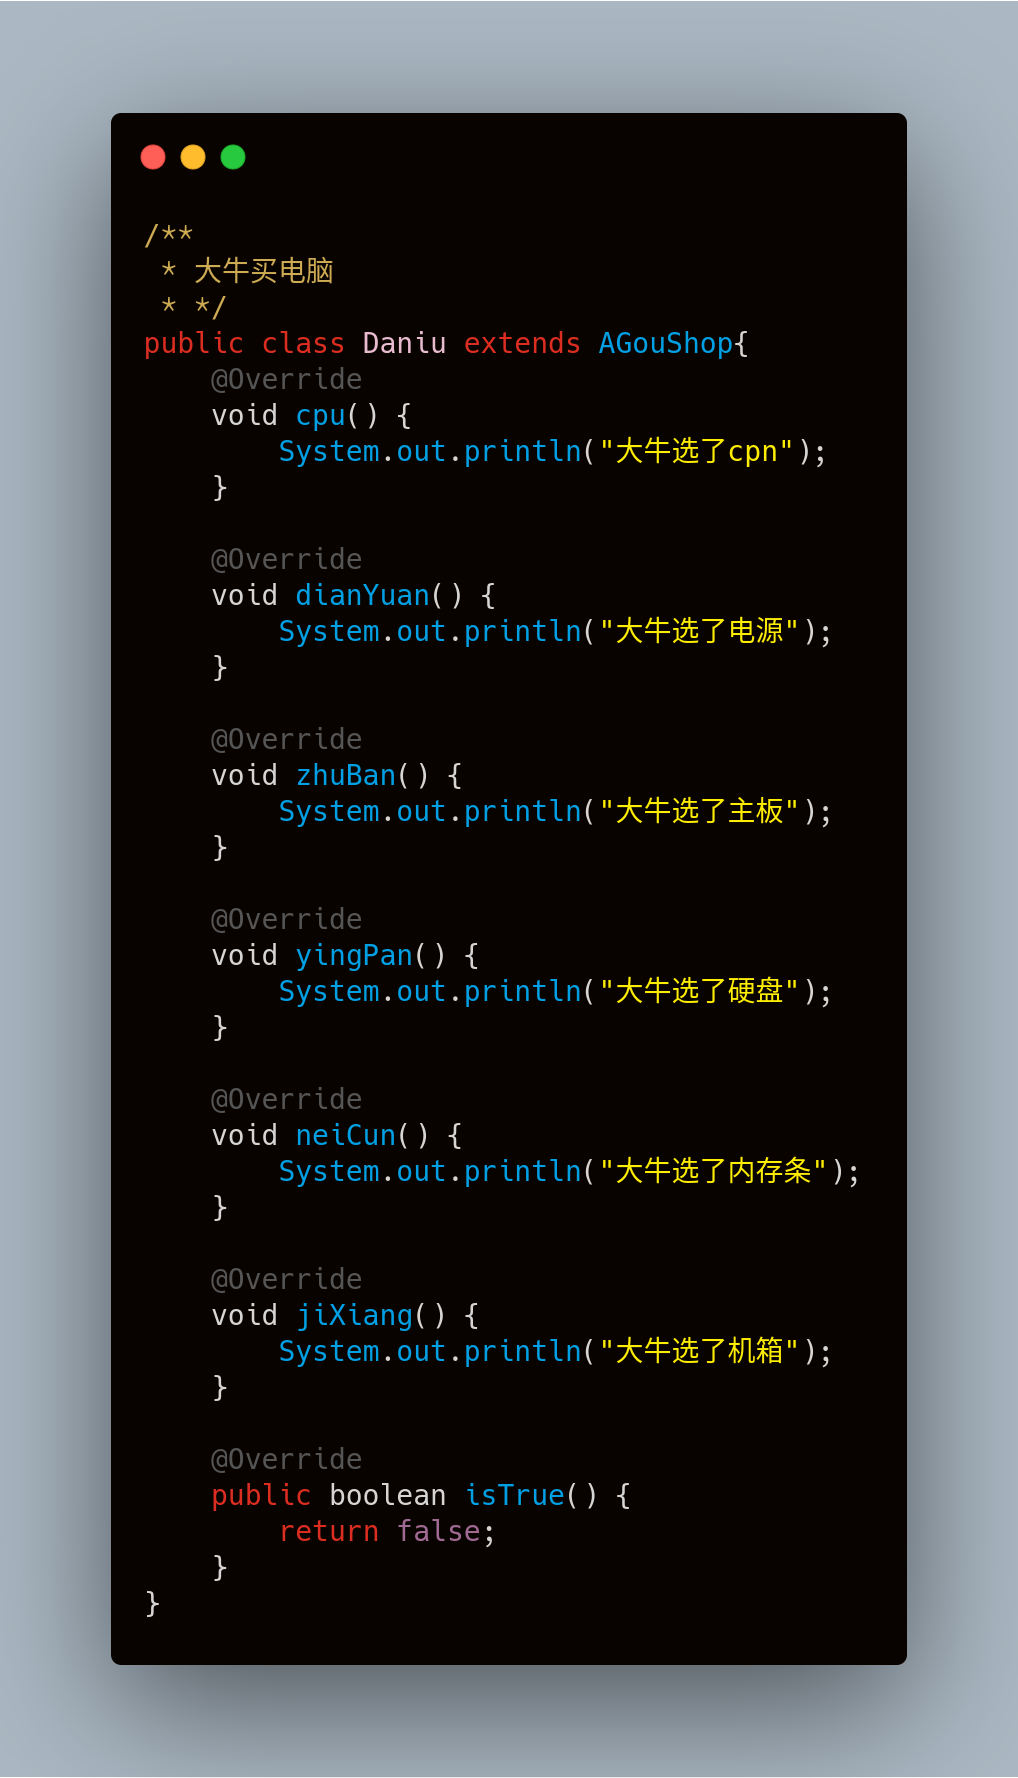 /**
 * 大牛买电脑
 * */
public class Daniu extends AGouShop{
    @Override
    void cpu() {
        System.out.println("大牛选了cpn");
    }

    @Override
    void dianYuan() {
        System.out.println("大牛选了电源");
    }

    @Override
    void zhuBan() {
        System.out.println("大牛选了主板");
    }

    @Override
    void yingPan() {
        System.out.println("大牛选了硬盘");
    }

    @Override
    void neiCun() {
        System.out.println("大牛选了内存条");
    }

    @Override
    void jiXiang() {
        System.out.println("大牛选了机箱");
    }

    @Override
    public boolean isTrue() {
        return false;
    }
}